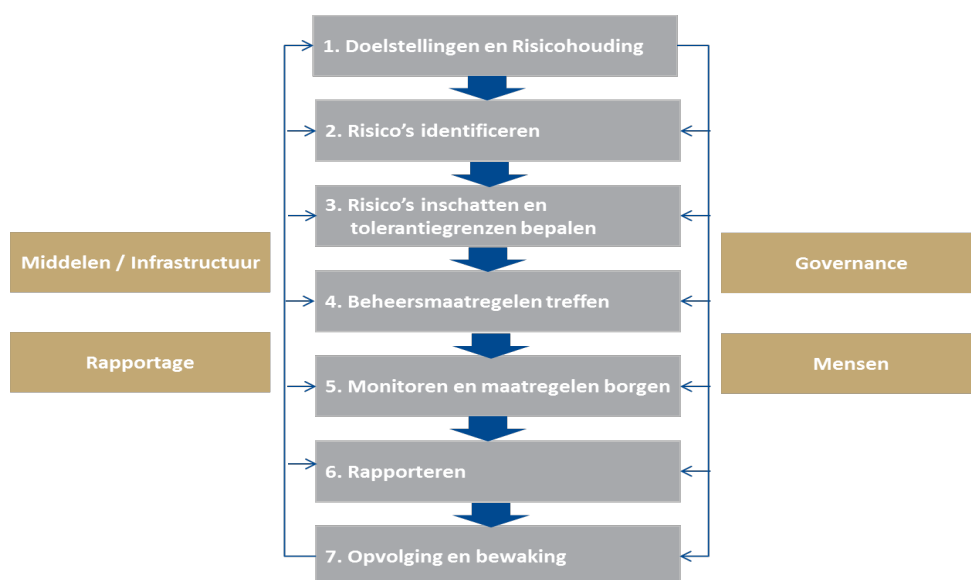 1. Doelstellingen en Risicohouding
2. Risico's identificeren
3. Risico's inschatten en
tolerantiegrenzen bepalen
4. Beheersmaatregelen treffen
5. Monitoren en maatregelen borgen
6. Rapporteren
7. Opvolging en bewaking
Middelen / Infrastructuur
Rapportage
Governance
Mensen